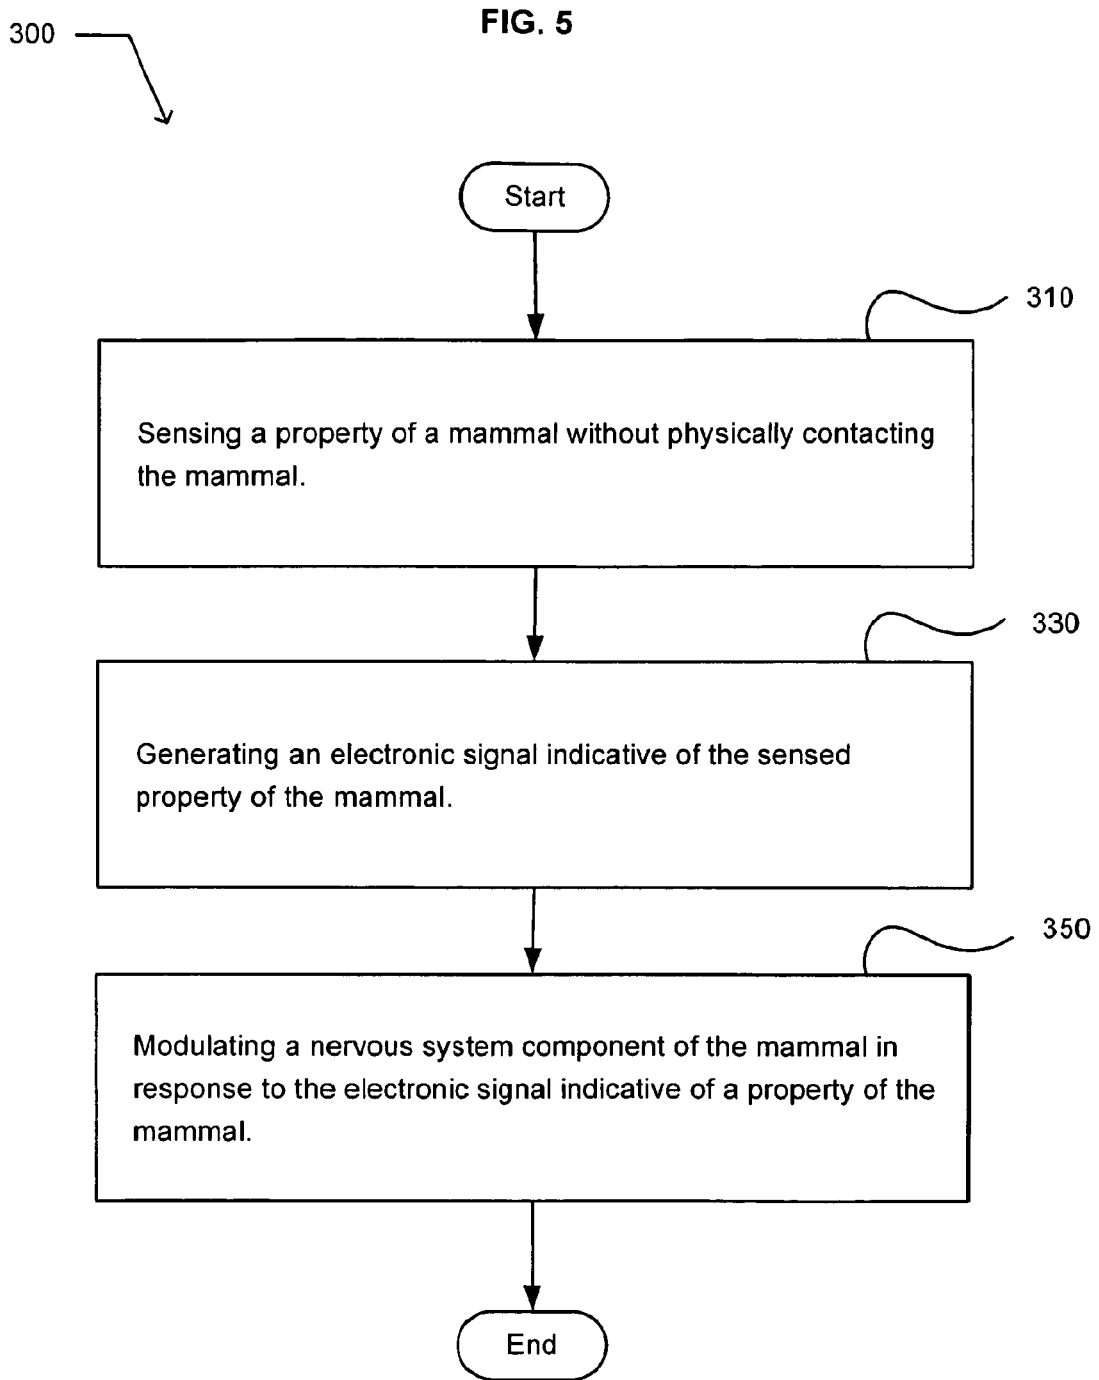 FIG. 5
300
Start
310
Sensing a property of a mammal without physically contacting
the mammal.
330
Generating an electronic signal indicative of the sensed
property of the mammal.
350
Modulating a nervous system component of the mammal in
response to the electronic signal indicative of a property of the
mammal.
End